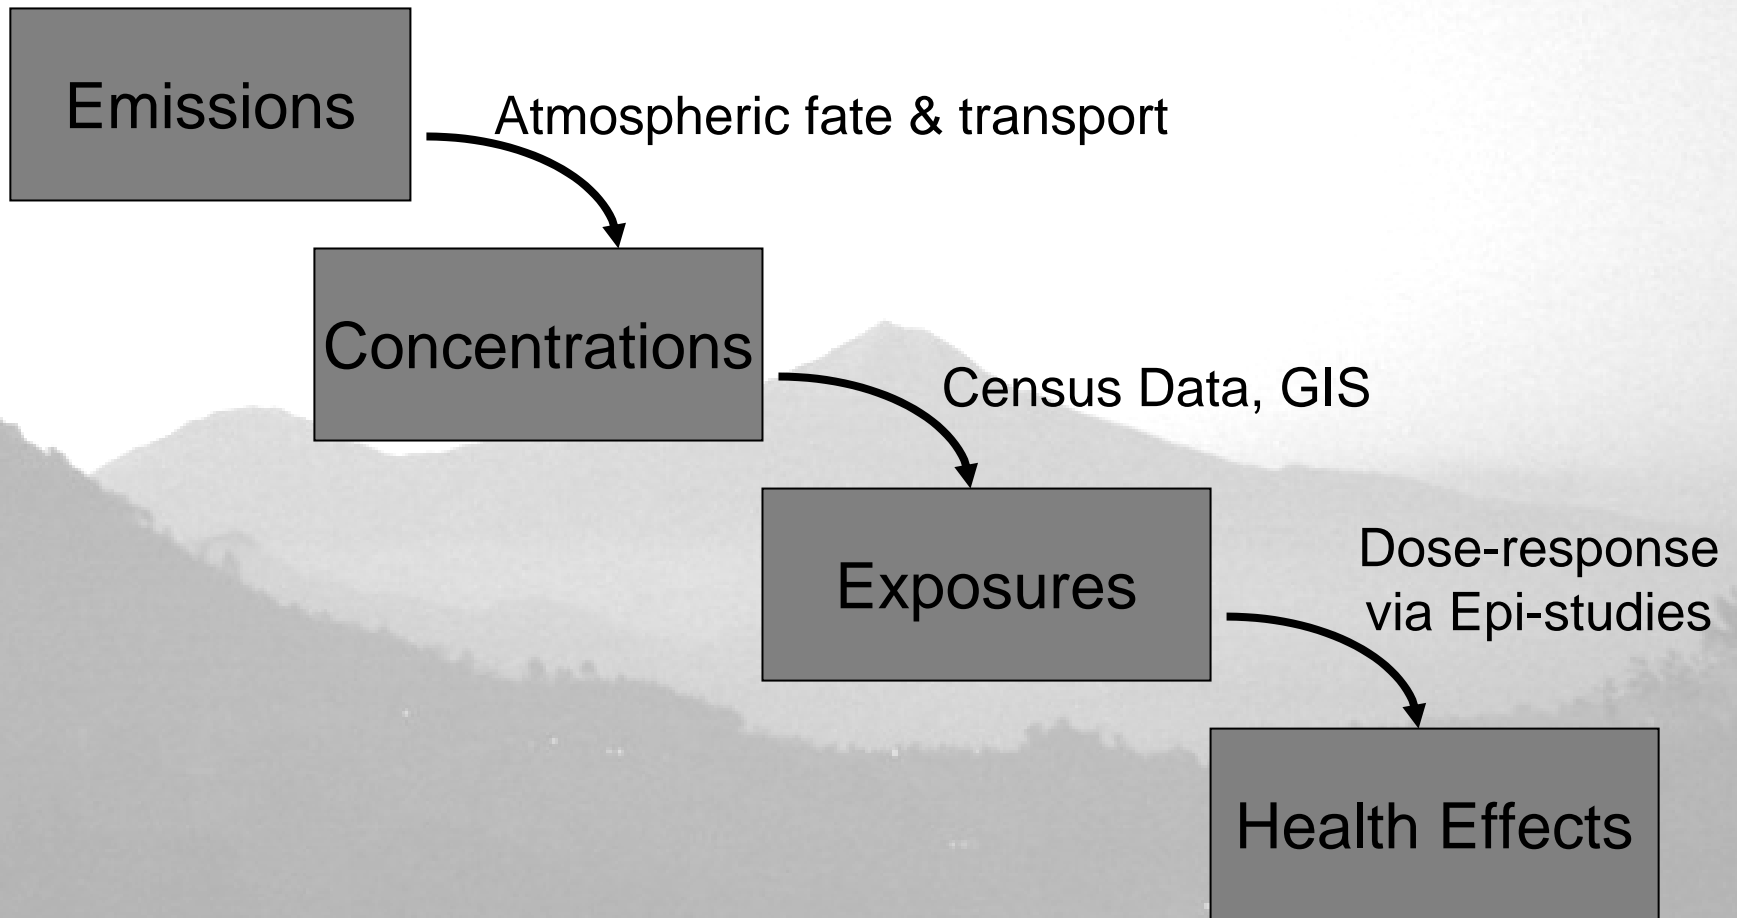 Emissions
Atmospheric fate & transport
Concentrations
Census Data, GIS
Exposures
Dose-response
via Epi-studies
Health Effects